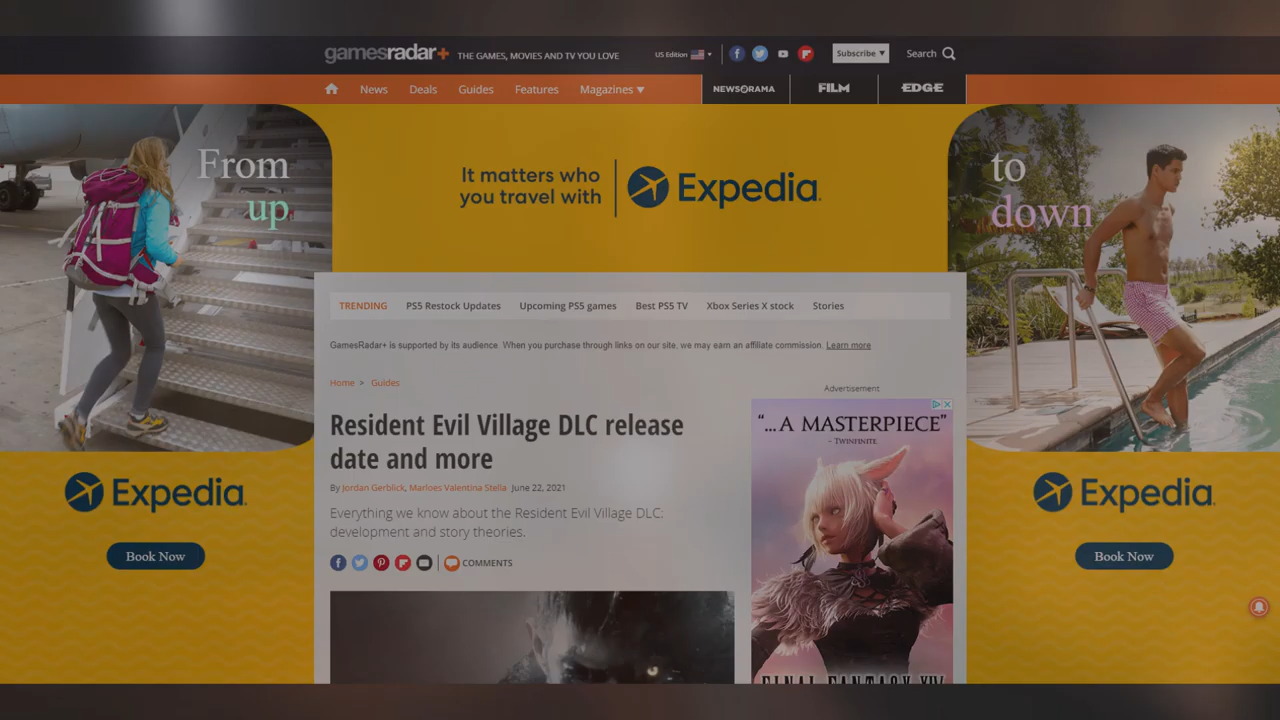 gamesradar+ THE GAMES, MOVIES AND TV YOU LOVE
US Edition
Subscribe ▼
Search
News Deals Guides Features Magazines ▼
NEWSARAMA FILM EDGE
From
up
It matters who
you travel with
Expedia
to
down
TRENDING PS5 Restock Updates Upcoming PS5 games Best PS5 TV Xbox Series X stock Stories
GamesRadar+ is supported by its audience. When you purchase through links on our site, we may earn an affiliate commission. Learn more
Home > Guides
Advertisement
Resident Evil Village DLC release
date and more
By Jordan Gerblick, Marloes Valentina Stella June 22, 2021
Everything we know about the Resident Evil Village DLC:
development and story theories.
COMMENTS
"...A MASTERPIECE"
- TWINFINITE
FINAL FANTASY XIV
Expedia
Book Now
Expedia
Book Now